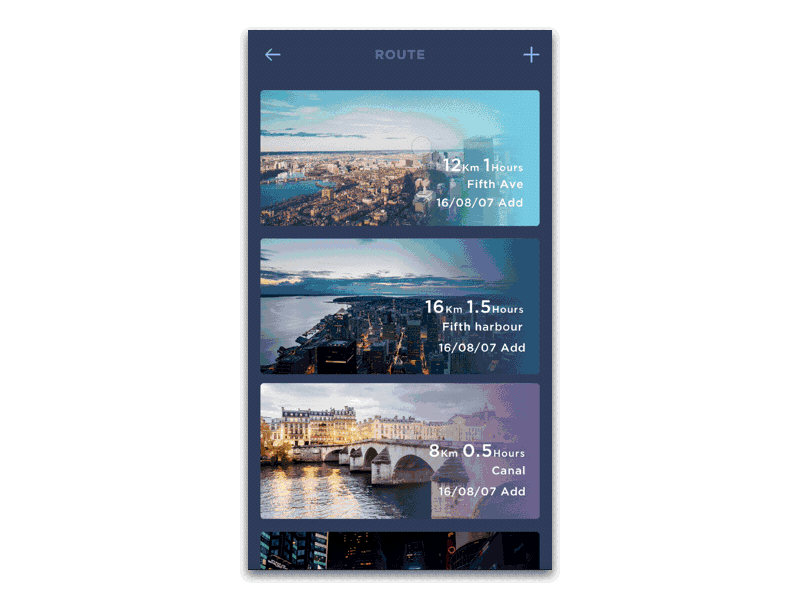 ROUTE
12Km 1Hours
Fifth Ave
16/08/07 Add
16Km 1.5Hours
Fifth harbour
16/08/07 Add
8Km 0.5Hours
Canal
16/08/07 Add